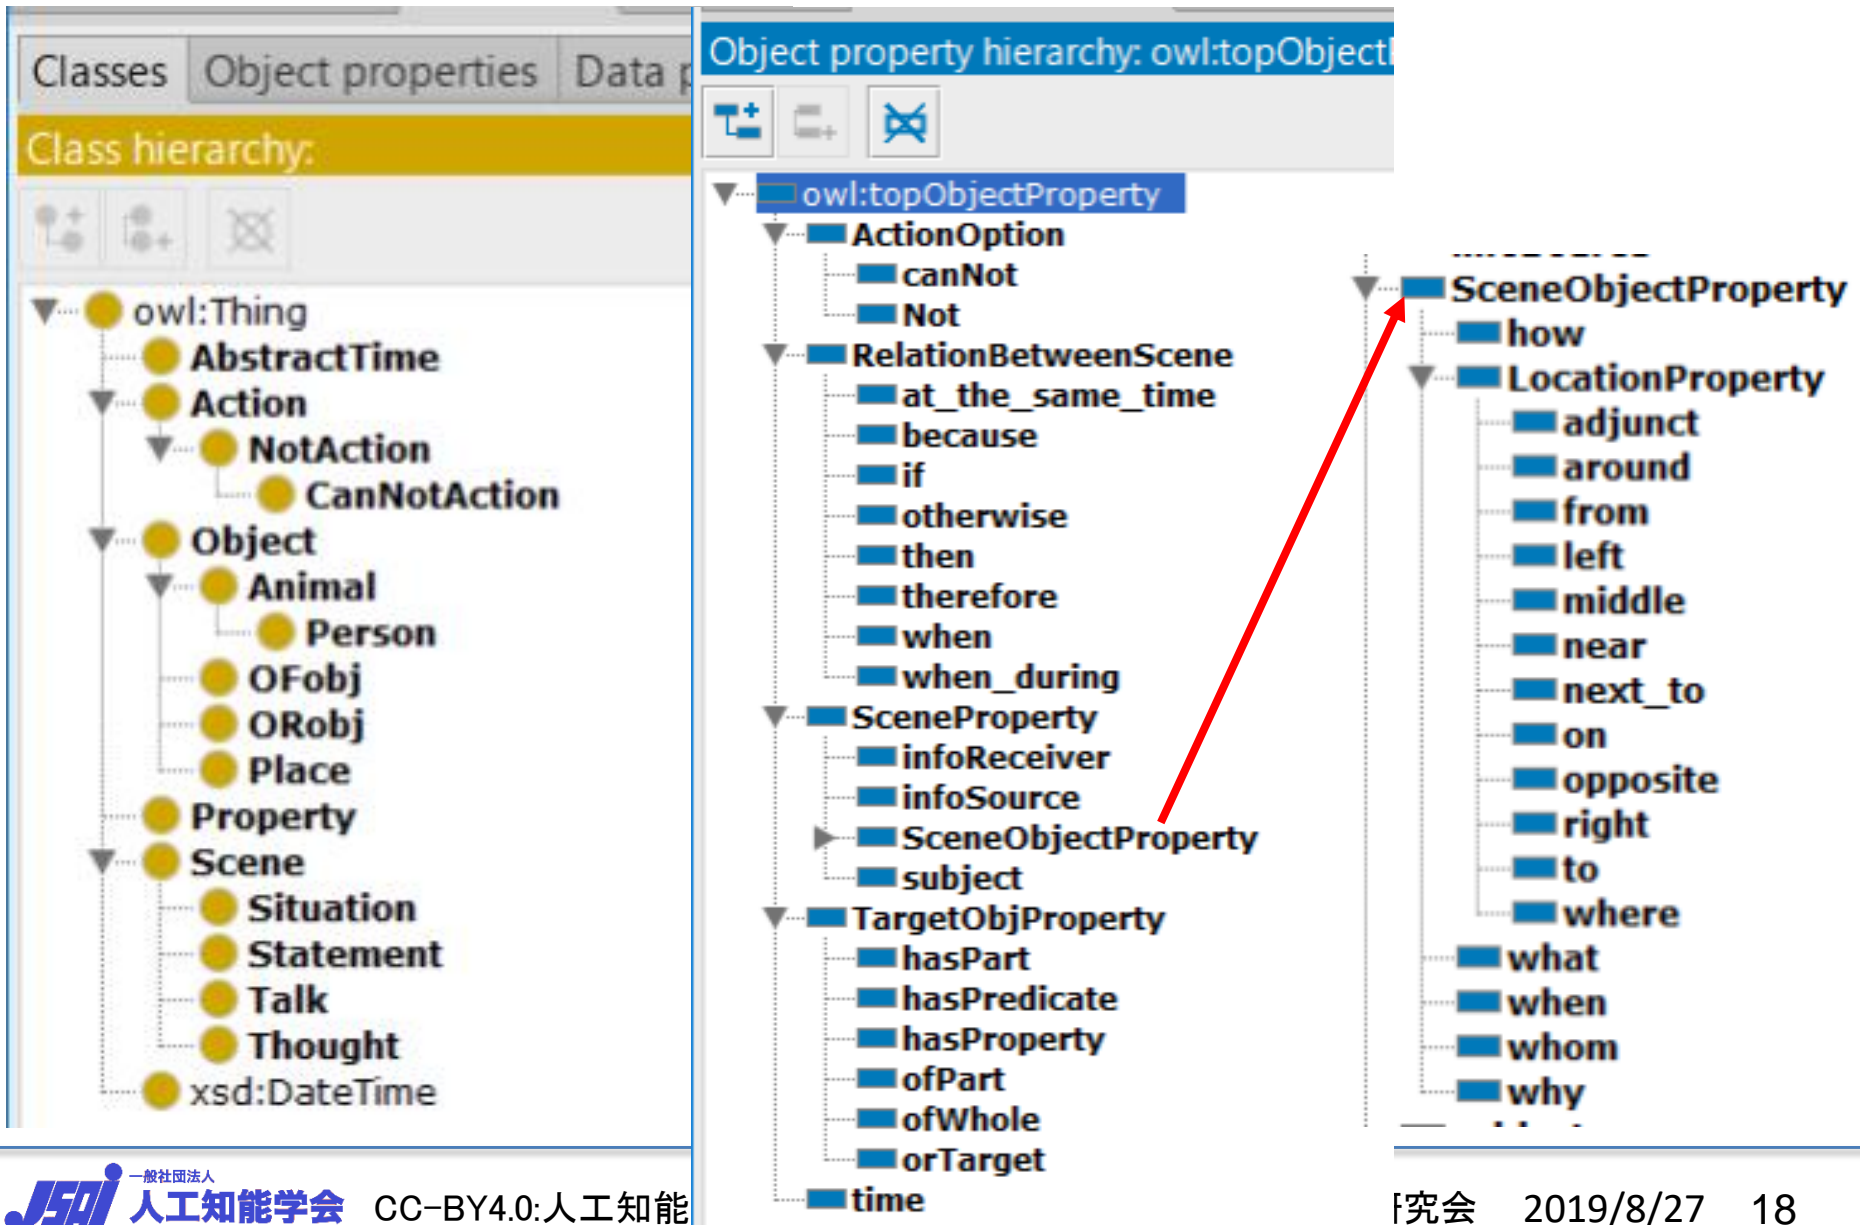 Classes
Object properties
Data p
Class hierarchy:
owl:Thing
AbstractTime
Action
NotAction
CanNotAction
Object
Animal
Person
OFobj
ORobj
Place
Property
Scene
Situation
Statement
Talk
Thought
xsd:DateTime
Object property hierarchy: owl:topObject
owl:topObjectProperty
ActionOption
canNot
Not
RelationBetweenScene
at_the_same_time
because
if
otherwise
then
therefore
when
when_during
SceneProperty
infoReceiver
infoSource
SceneObjectProperty
subject
TargetObjProperty
hasPart
hasPredicate
hasProperty
ofPart
ofWhole
orTarget
time
SceneObjectProperty
how
LocationProperty
adjunct
around
from
left
middle
near
next_to
on
opposite
right
to
where
what
when
whom
why
JSAI
一般社団法人
人工知能学会
CC-BY4.0:人工知能
究会 2019/8/27 18